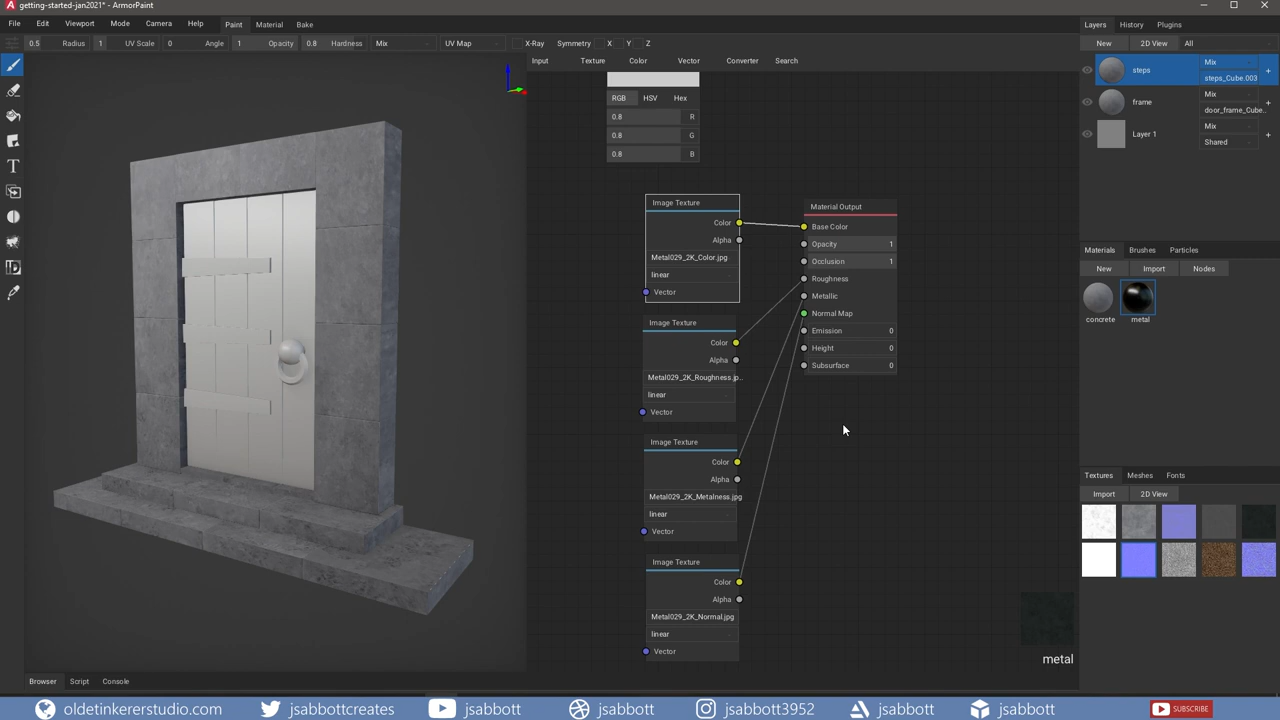 getting-started-jan2021* - ArmorPaint
File Edit Viewport Mode Camera Help Paint Material Bake
0.5 Radius 1 UV Scale 0 Angle 1 Opacity 0.8 Hardness Mix UV Map X-Ray Symmetry X Y Z
Input Texture Color Vector Converter Search
RGB HSV Hex
0.8 R
0.8 G
0.8 B
Image Texture
Color
Alpha
Metal029_2K_Color.jpg
linear
Vector
Image Texture
Color
Alpha
Metal029_2K_Roughness.jp..
linear
Vector
Image Texture
Color
Alpha
Metal029_2K_Metalness.jpg
linear
Vector
Image Texture
Color
Alpha
Metal029_2K_Normal.jpg
linear
Vector
Material Output
Base Color
Opacity 1
Occlusion 1
Roughness
Metallic
Normal Map
Emission 0
Height 0
Subsurface 0
metal
Layers History Plugins
New 2D View All
steps Mix
steps_Cube.003
frame Mix
door_frame_Cube..
Layer 1 Mix
Shared
Materials Brushes Particles
New Import Nodes
concrete metal
Textures Meshes Fonts
Import 2D View
Browser Script Console
oldetinkererstudio.com jsabbottcreates jsabbott jsabbott jsabbott3952 jsabbott jsabbott SUBSCRIBE